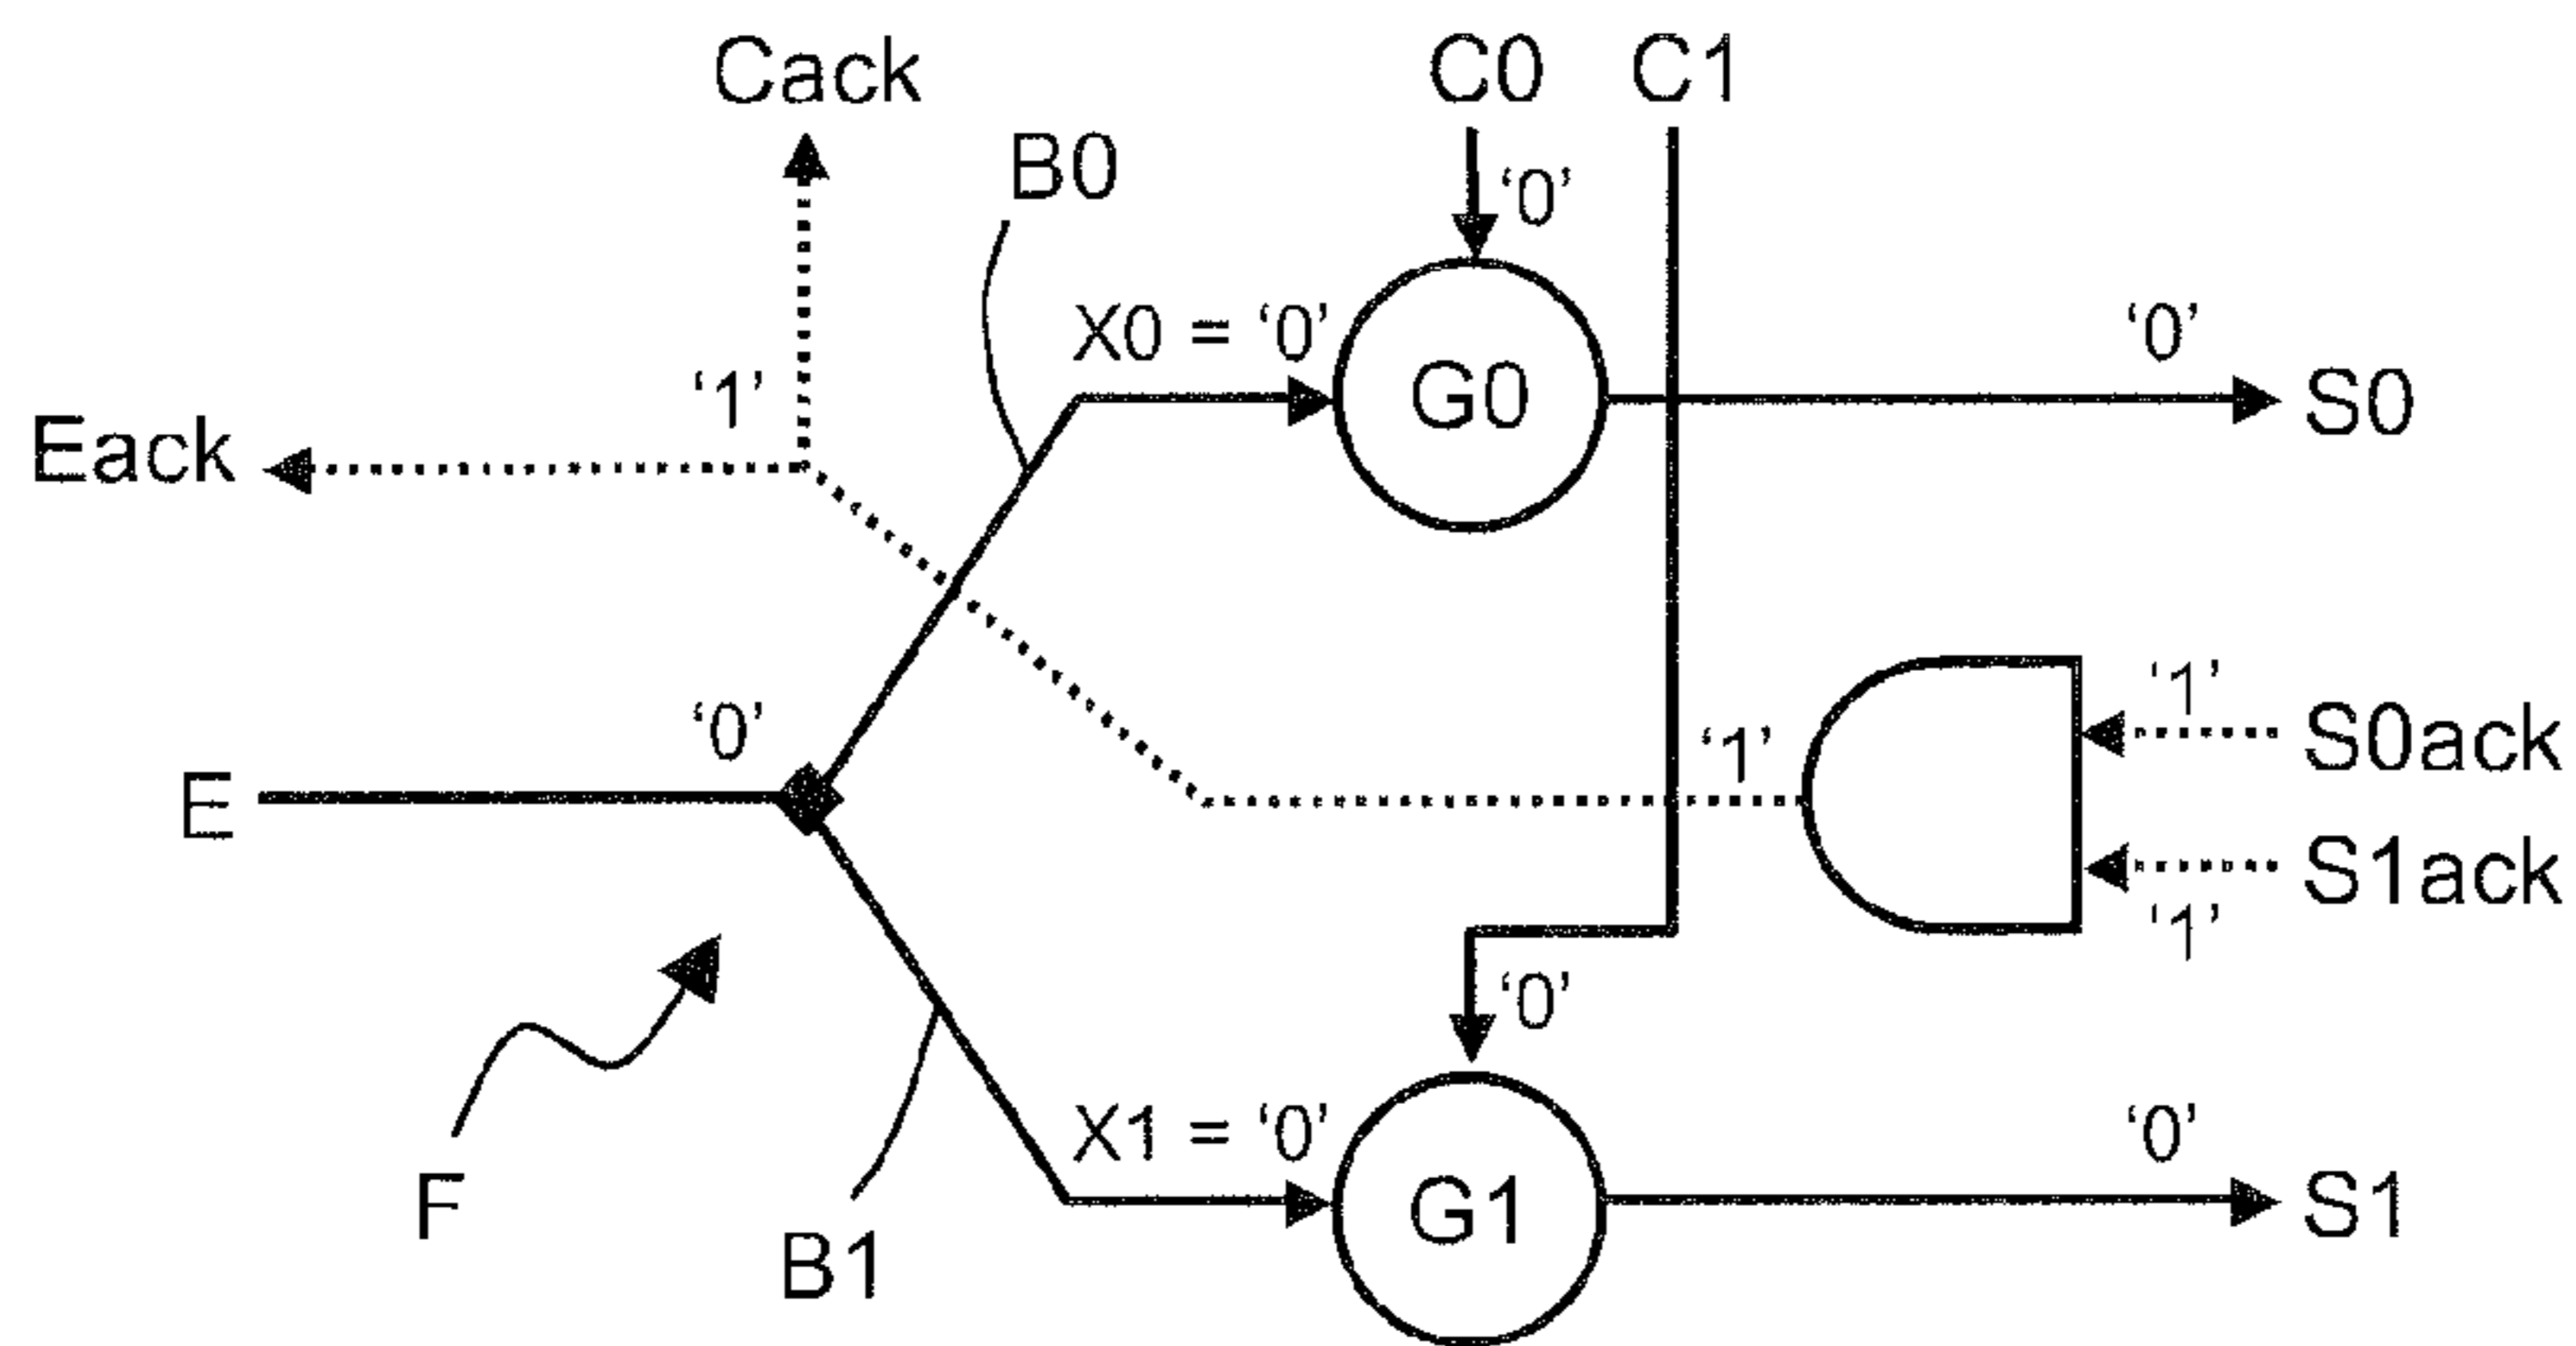 Cack
C0 C1
B0
‘0’
X0 = ‘0’
‘0’
‘1’
G0
S0
Eack
‘1’
‘0’
S0ack
‘1’
E
S1ack
‘1’
‘0’
X1 = ‘0’
‘0’
F
G1
S1
B1